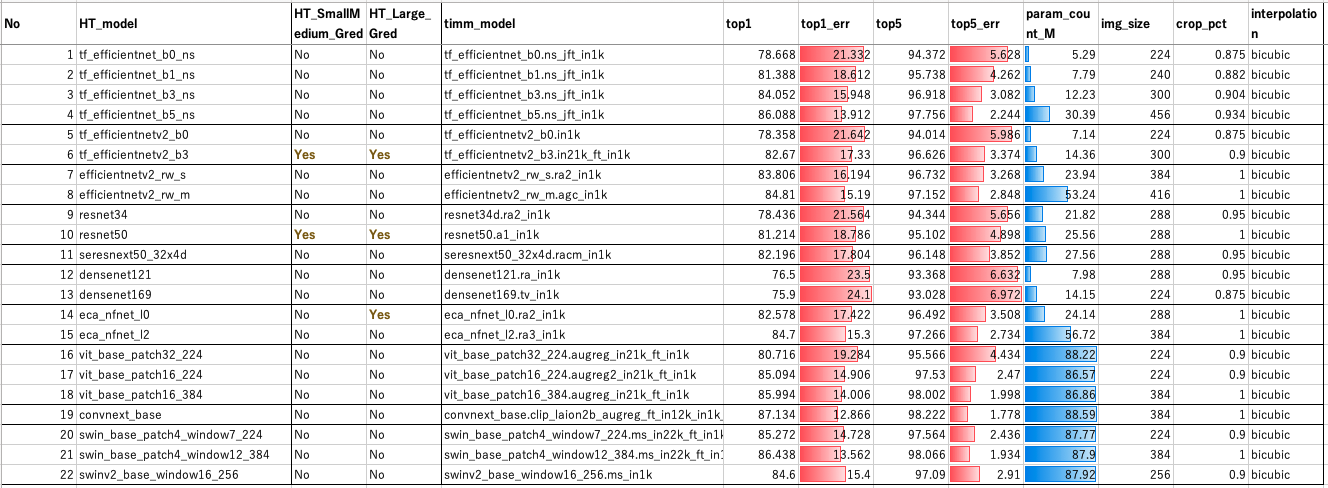 No HT_model HT_SmallMedium_Gred HT_Large_Gred timm_model top1 top1_err top5 top5_err param_count_M img_size crop_pct interpolation
1 tf_efficientnet_b0_ns No No tf_efficientnet_b0.ns_jft_in1k 78.668 21.332 94.372 5.628 5.29 224 0.875 bicubic
2 tf_efficientnet_b1_ns No No tf_efficientnet_b1.ns_jft_in1k 81.388 18.612 95.738 4.262 7.79 240 0.882 bicubic
3 tf_efficientnet_b3_ns No No tf_efficientnet_b3.ns_jft_in1k 84.052 15.948 96.918 3.082 12.23 300 0.904 bicubic
4 tf_efficientnet_b5_ns No No tf_efficientnet_b5.ns_jft_in1k 86.088 13.912 97.756 2.244 30.39 456 0.934 bicubic
5 tf_efficientnetv2_b0 No No tf_efficientnetv2_b0.in1k 78.358 21.642 94.014 5.986 7.14 224 0.875 bicubic
6 tf_efficientnetv2_b3 Yes Yes tf_efficientnetv2_b3.in21k_ft_in1k 82.67 17.33 96.626 3.374 14.36 300 0.9 bicubic
7 efficientnetv2_rw_s No No efficientnetv2_rw_s.ra2_in1k 83.806 16.194 96.732 3.268 23.94 384 1 bicubic
8 efficientnetv2_rw_m No No efficientnetv2_rw_m.agc_in1k 84.81 15.19 97.152 2.848 53.24 416 1 bicubic
9 resnet34 No No resnet34d.ra2_in1k 78.436 21.564 94.344 5.656 21.82 288 0.95 bicubic
10 resnet50 Yes Yes resnet50.a1_in1k 81.214 18.786 95.102 4.898 25.56 288 1 bicubic
11 seresnext50_32x4d No No seresnext50_32x4d.racm_in1k 82.196 17.804 96.148 3.852 27.56 288 0.95 bicubic
12 densenet121 No No densenet121.ra_in1k 76.5 23.5 93.368 6.632 7.98 288 0.95 bicubic
13 densenet169 No No densenet169.tv_in1k 75.9 24.1 93.028 6.972 14.15 224 0.875 bicubic
14 eca_nfnet_l0 No Yes eca_nfnet_l0.ra2_in1k 82.578 17.422 96.492 3.508 24.14 288 1 bicubic
15 eca_nfnet_l2 No No eca_nfnet_l2.ra3_in1k 84.7 15.3 97.266 2.734 56.72 384 1 bicubic
16 vit_base_patch32_224 No No vit_base_patch32_224.augreg_in21k_ft_in1k 80.716 19.284 95.566 4.434 88.22 224 0.9 bicubic
17 vit_base_patch16_224 No No vit_base_patch16_224.augreg2_in21k_ft_in1k 85.094 14.906 97.53 2.47 86.57 224 0.9 bicubic
18 vit_base_patch16_384 No No vit_base_patch16_384.augreg_in21k_ft_in1k 85.994 14.006 98.002 1.998 86.86 384 1 bicubic
19 convnext_base No No convnext_base.clip_laion2b_augreg_ft_in12k_in1k_ 87.134 12.866 98.222 1.778 88.59 384 1 bicubic
20 swin_base_patch4_window7_224 No No swin_base_patch4_window7_224.ms_in22k_ft_in1k 85.272 14.728 97.564 2.436 87.77 224 0.9 bicubic
21 swin_base_patch4_window12_384 No No swin_base_patch4_window12_384.ms_in22k_ft_in1 86.438 13.562 98.066 1.934 87.9 384 1 bicubic
22 swinv2_base_window16_256 No No swinv2_base_window16_256.ms_in1k 84.6 15.4 97.09 2.91 87.92 256 0.9 bicubic